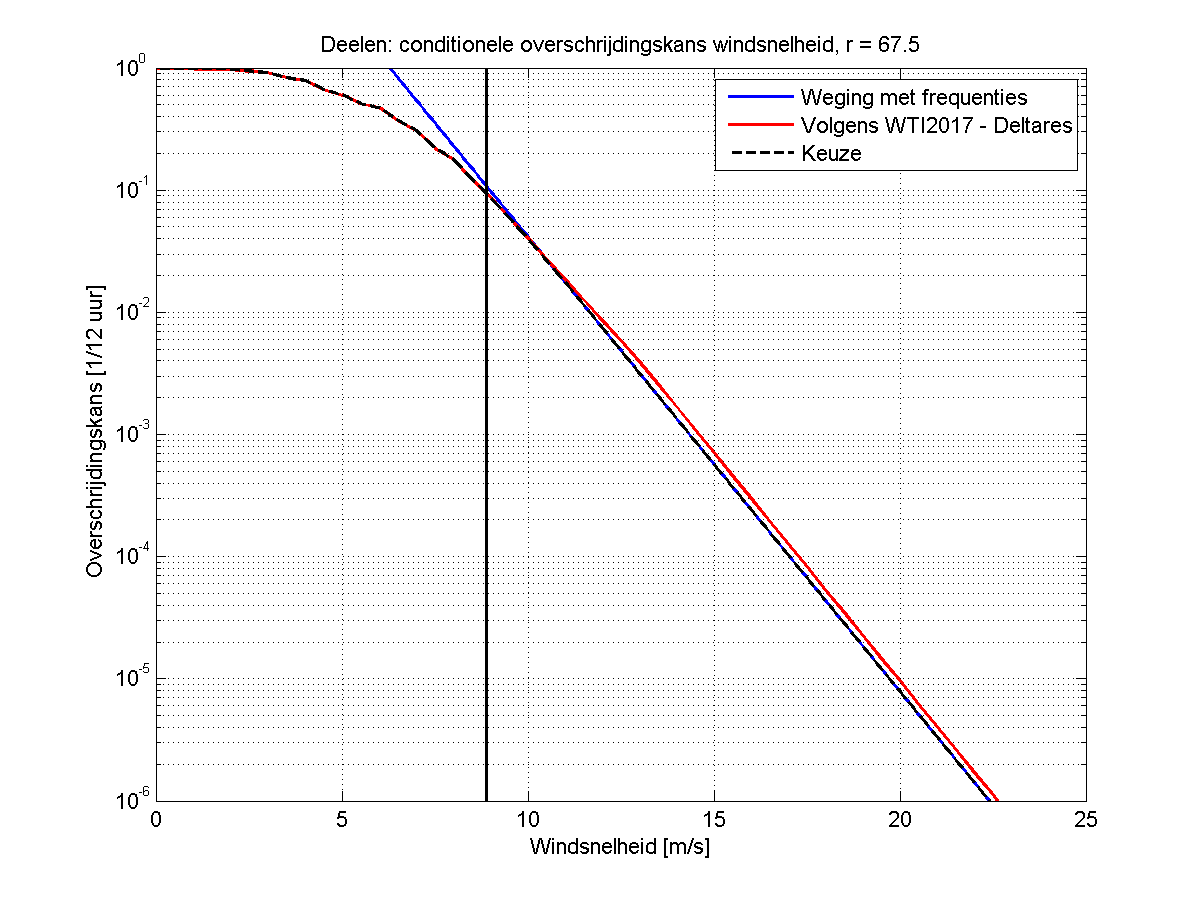 Deelen: conditionele overschrijdingskans windsnelheid, r = 67.5
Weging met frequenties
Volgens WTI2017 - Deltares
Keuze
Overschrijdingskans [1/12 uur]
10^0
10^-1
10^-2
10^-3
10^-4
10^-5
10^-6
0 5 10 15 20 25
Windsnelheid [m/s]